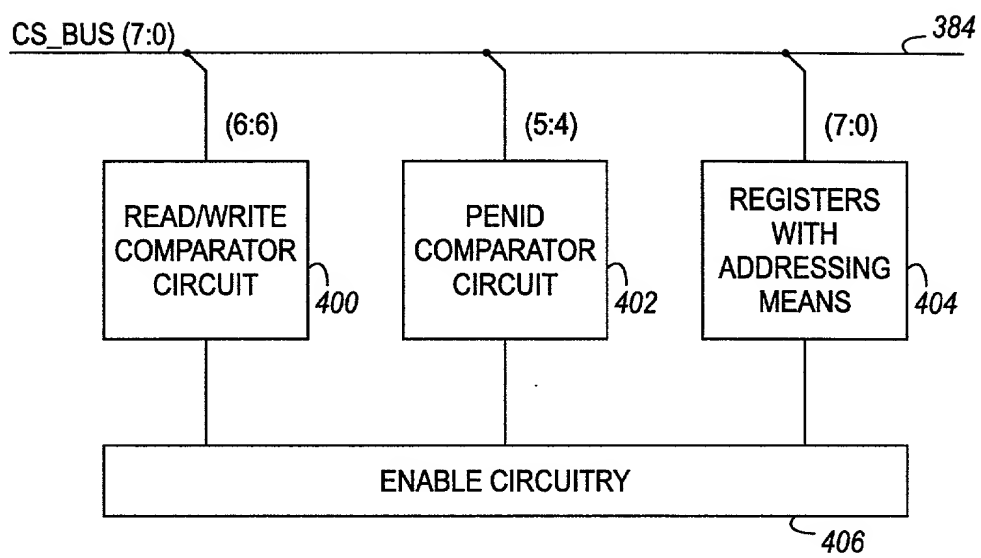 CS_BUS (7:0)
384
(6:6)
(5:4)
(7:0)
READ/WRITE
COMPARATOR
CIRCUIT
400
PENID
COMPARATOR
CIRCUIT
402
REGISTERS
WITH
ADDRESSING
MEANS
404
ENABLE CIRCUITRY
406